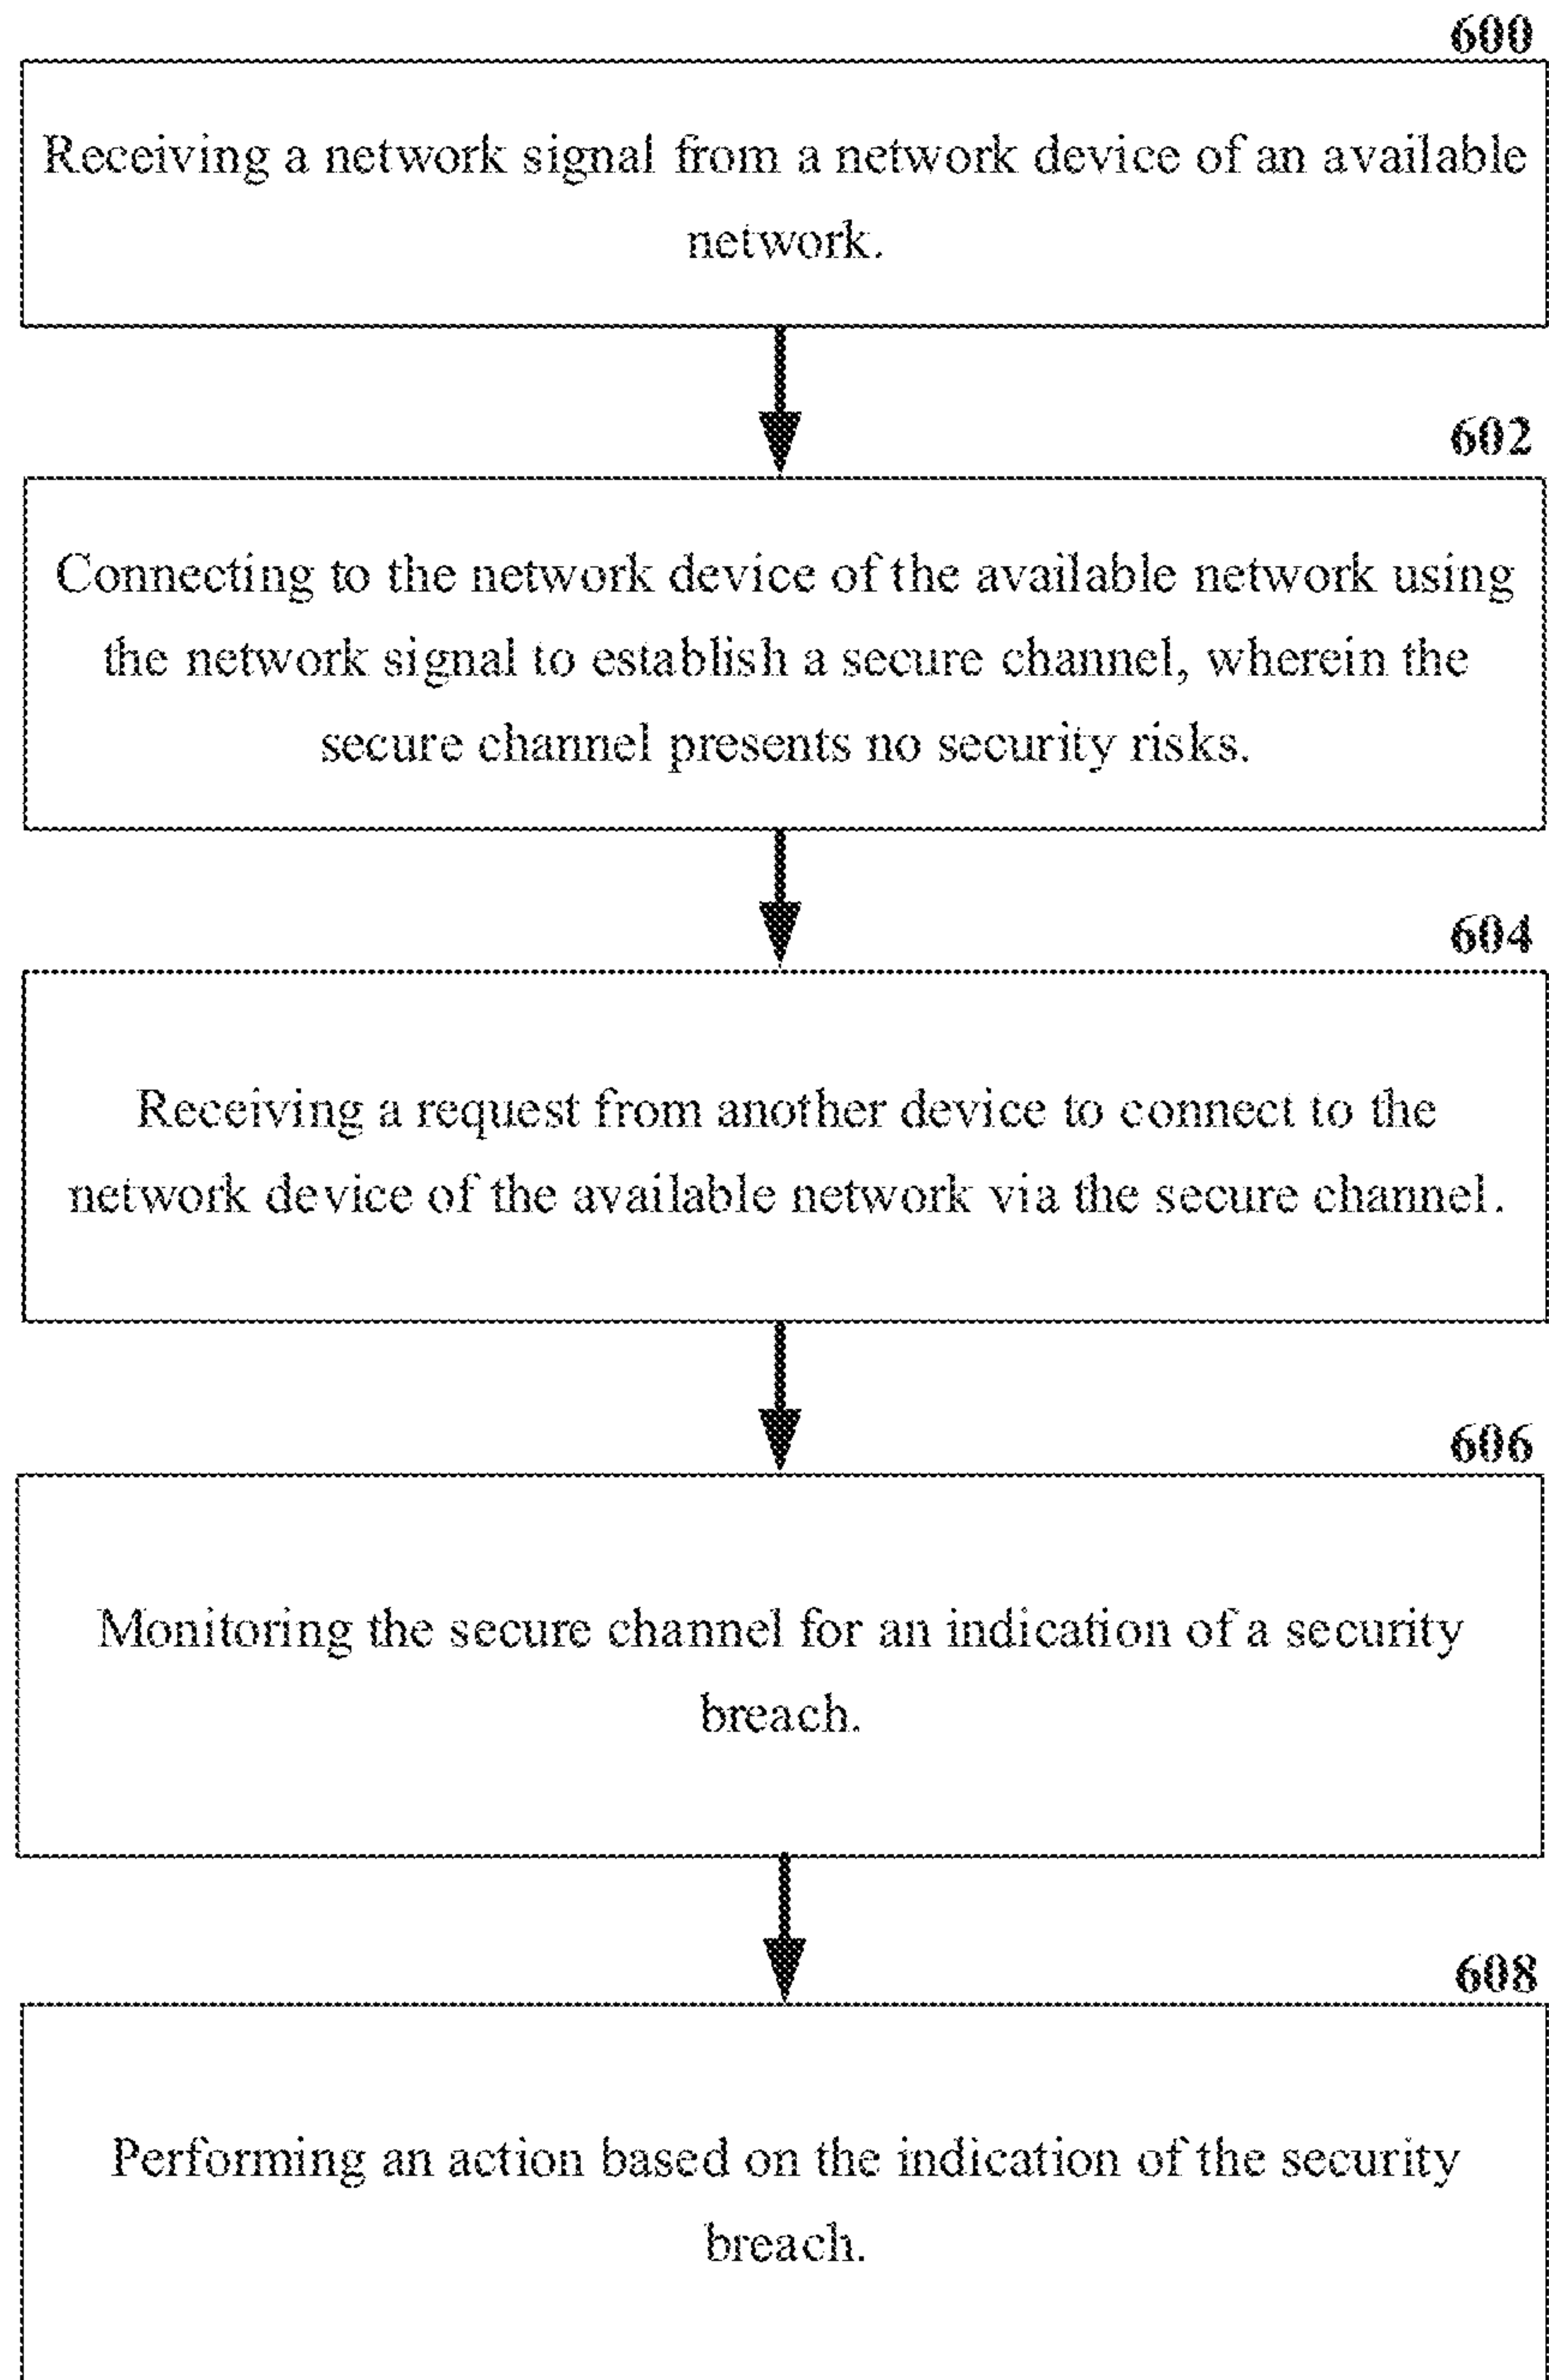 600
Receiving a network signal from a network device of an available
network.
602
Connecting to the network device of the available network using
the network signal to establish a secure channel, wherein the
secure channel presents no security risks.
604
Receiving a request from another device to connect to the
network device of the available network via the secure channel.
606
Monitoring the secure channel for an indication of a security
breach.
608
Performing an action based on the indication of the security
breach.